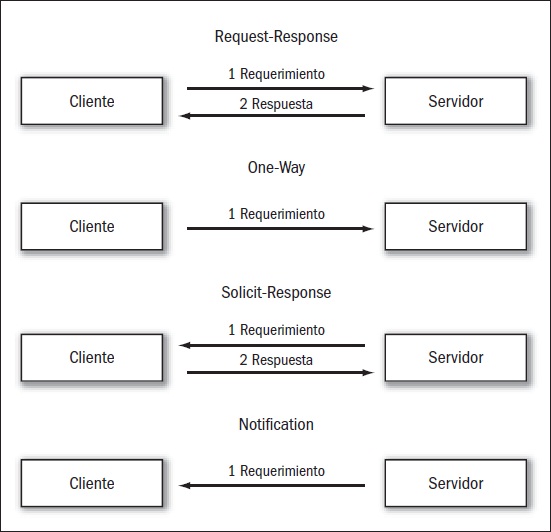 Request-Response
1 Requerimiento
Cliente
2 Respuesta
Servidor
One-Way
1 Requerimiento
Cliente
Servidor
Solicit-Response
1 Requerimiento
Cliente
2 Respuesta
Servidor
Notification
1 Requerimiento
Cliente
Servidor